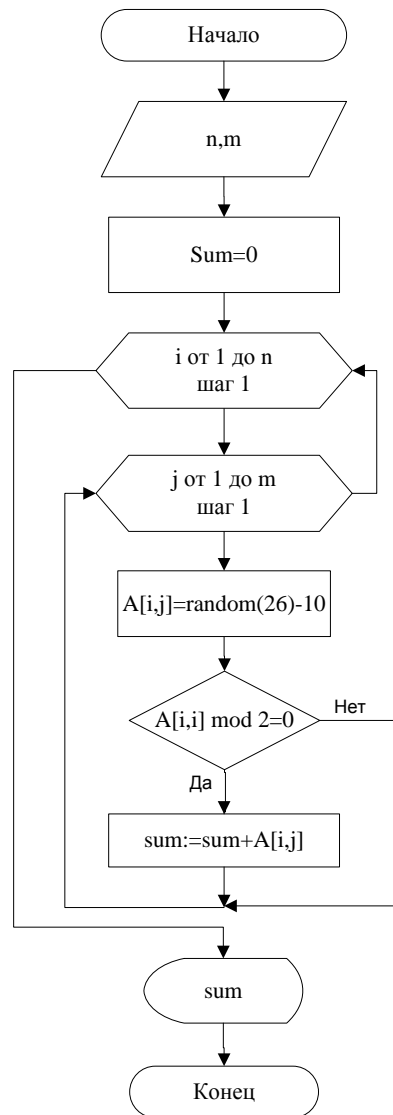 Начало
n,m
Sum=0
i от 1 до n
шаг 1
j от 1 до m
шаг 1
A[i,j]=random(26)-10
A[i,i] mod 2=0
Нет
Да
sum:=sum+A[i,j]
sum
Конец